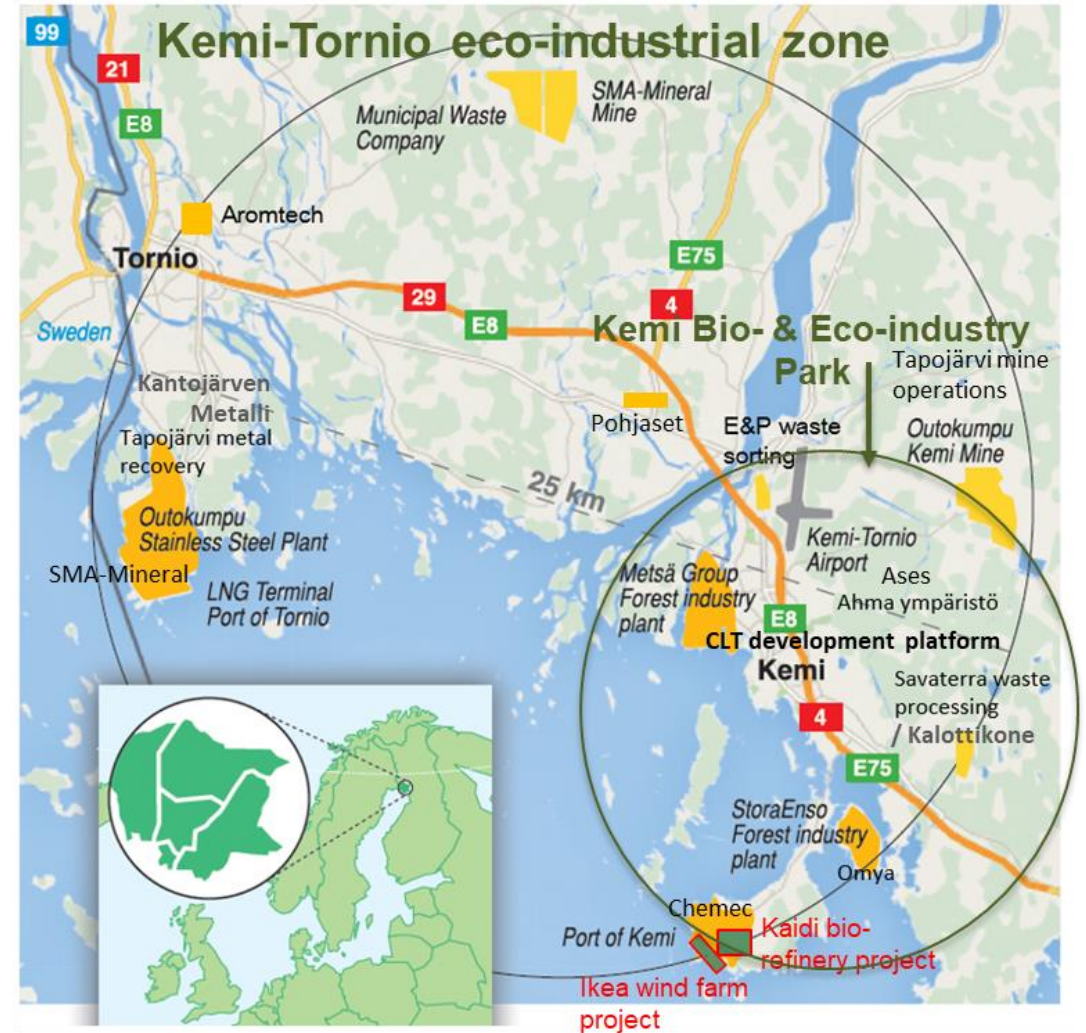 99
Kemi-Tornio eco-industrial zone
21
E8
Municipal Waste
Company
SMA-Mineral
Mine
Aromtech
Tornio
E75
29
4
E8
Sweden
Kemi Bio- & Eco-industry
Park
Tapojärvi mine
operations
Kantojärven
Metalli
Tapojärvi metal
recovery
Pohjaset
E&P waste
sorting
Outokumpu
Kemi Mine
25 km
Outokumpu
Stainless Steel Plant
SMA-Mineral
LNG Terminal
Port of Tornio
Kemi-Tornio
Airport
Metsä Group
Forest industry
plant
Ases
Ahma ympäristö
E8
CLT development platform
Kemi
Savaterra waste
processing
/ Kalottikone
4
E75
StoraEnso
Forest industry
plant
Omya
Chemec
Port of Kemi
Kaidi bio-
refinery project
Ikea wind farm
project